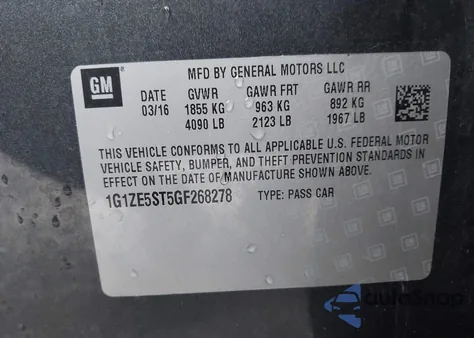 GM
MFD BY GENERAL MOTORS LLC
DATE GVWR GAWR FRT GAWR RR
03/16 1855 KG 963 KG 892 KG
4090 LB 2123 LB 1967 LB
THIS VEHICLE CONFORMS TO ALL APPLICABLE U.S. FEDERAL MOTOR
VEHICLE SAFETY, BUMPER, AND THEFT PREVENTION STANDARDS IN
EFFECT ON THE DATE OF MANUFACTURE SHOWN ABOVE.
1G1ZE5ST5GF268278 TYPE: PASS CAR
autoSnap